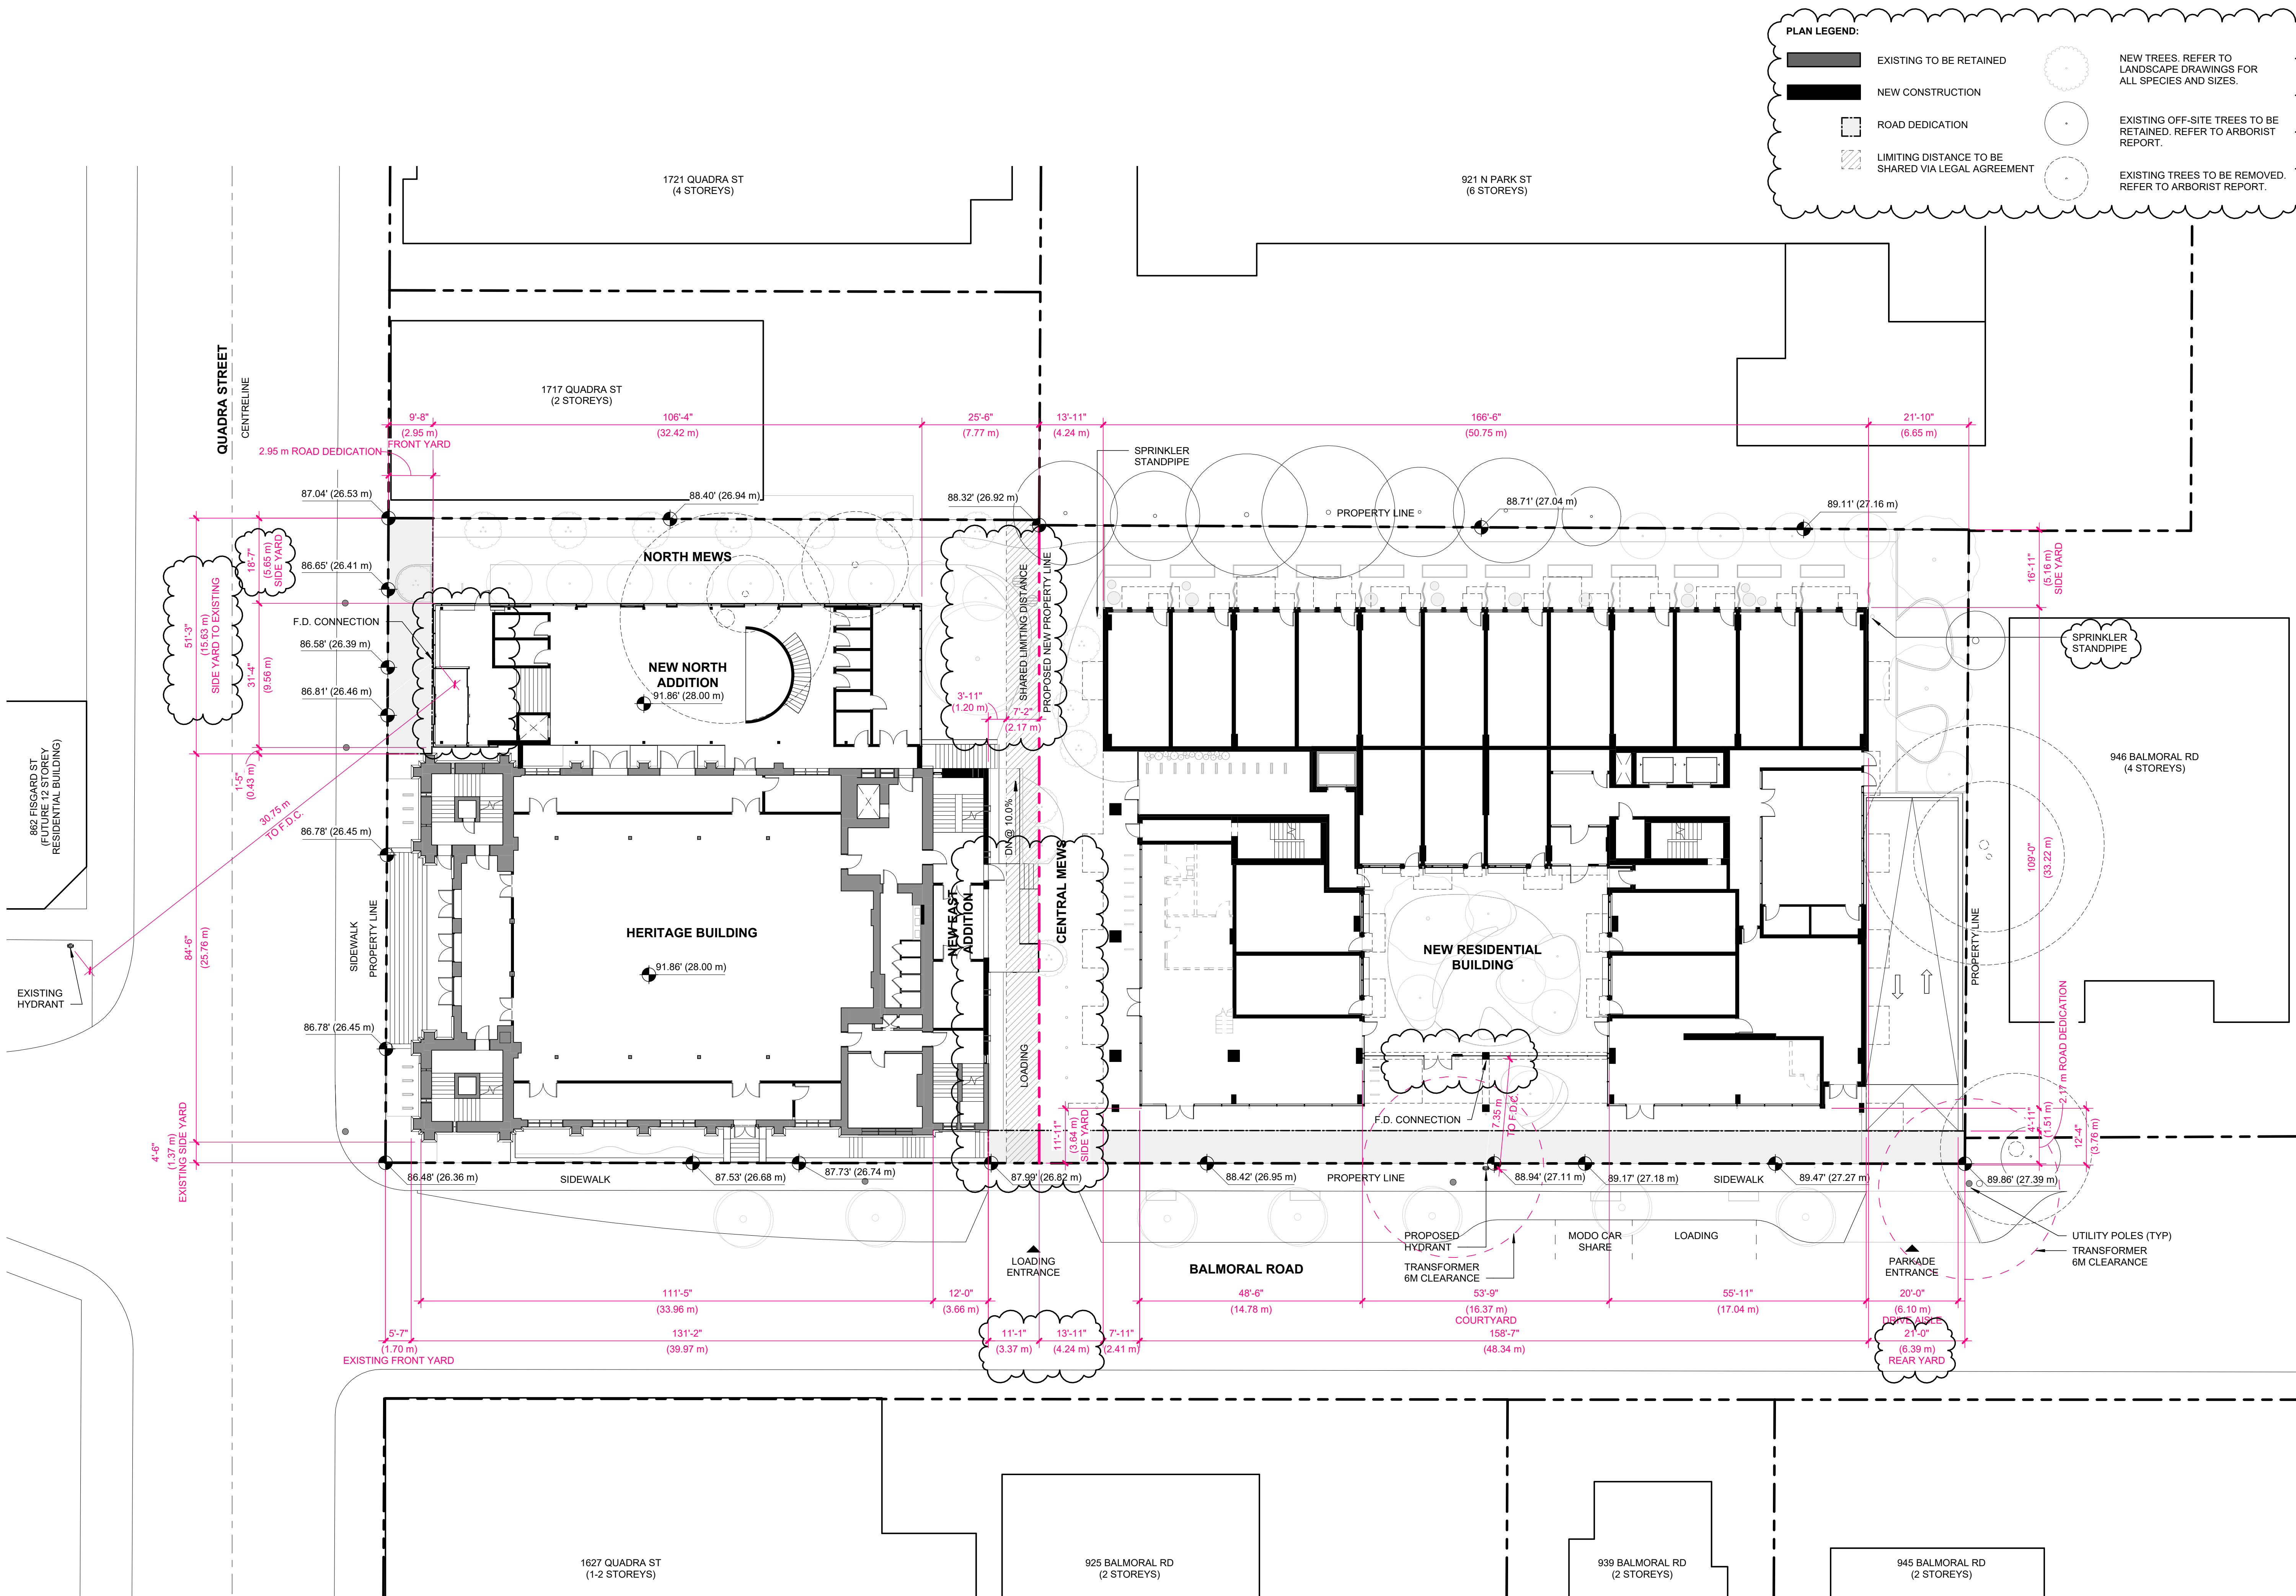 PLAN LEGEND:
EXISTING TO BE RETAINED
NEW CONSTRUCTION
ROAD DEDICATION
LIMITING DISTANCE TO BE
SHARED VIA LEGAL AGREEMENT
NEW TREES. REFER TO
LANDSCAPE DRAWINGS FOR
ALL SPECIES AND SIZES.
EXISTING OFF-SITE TREES TO BE
RETAINED. REFER TO ARBORIST
REPORT.
EXISTING TREES TO BE REMOVED.
REFER TO ARBORIST REPORT.
1721 QUADRA ST
(4 STOREYS)
921 N PARK ST
(6 STOREYS)
QUADRA STREET
CENTRELINE
1717 QUADRA ST
(2 STOREYS)
9'-8"
(2.95 m)
FRONT YARD
106'-4"
(32.42 m)
25'-6"
(7.77 m)
13'-11"
(4.24 m)
166'-6"
(50.75 m)
21'-10"
(6.65 m)
2.95 m ROAD DEDICATION
SPRINKLER
STANDPIPE
87.04' (26.53 m)
88.40' (26.94 m)
88.32' (26.92 m)
88.71' (27.04 m)
89.11' (27.16 m)
PROPERTY LINE
NORTH MEWS
18'-7"
(5.65 m)
SIDE YARD
51'-3"
(15.63 m)
SIDE YARD TO EXISTING
31'-4"
(9.56 m)
1'-5"
(0.43 m)
86.65' (26.41 m)
F.D. CONNECTION
86.58' (26.39 m)
86.81' (26.46 m)
NEW NORTH
ADDITION
91.86' (28.00 m)
SHARED LIMITING DISTANCE
PROPOSED NEW PROPERTY LINE
3'-11"
(1.20 m)
7'-2"
(2.17 m)
16'-11"
(5.16 m)
SIDE YARD
SPRINKLER
STANDPIPE
946 BALMORAL RD
(4 STOREYS)
862 FISGARD ST
(FUTURE 12 STOREY
RESIDENTIAL BUILDING)
30.75 m
TO F.D.C.
86.78' (26.45 m)
DN @ 10.0%
CENTRAL MEWS
NEW EAST
ADDITION
84'-6"
(25.76 m)
SIDEWALK
PROPERTY LINE
HERITAGE BUILDING
91.86' (28.00 m)
NEW RESIDENTIAL
BUILDING
109'-0"
(33.22 m)
PROPERTY LINE
EXISTING
HYDRANT
86.78' (26.45 m)
LOADING
2.17 m ROAD DEDICATION
F.D. CONNECTION
7.35 m
TO F.D.C.
11'-11"
(3.64 m)
SIDE YARD
4'-11"
(1.51 m)
12'-4"
(3.76 m)
4'-6"
(1.37 m)
EXISTING SIDE YARD
86.48' (26.36 m)
SIDEWALK
87.53' (26.68 m)
87.73' (26.74 m)
87.99' (26.82 m)
88.42' (26.95 m)
PROPERTY LINE
88.94' (27.11 m)
89.17' (27.18 m)
SIDEWALK
89.47' (27.27 m)
89.86' (27.39 m)
LOADING
ENTRANCE
BALMORAL ROAD
PROPOSED
HYDRANT
TRANSFORMER
6M CLEARANCE
MODO CAR
SHARE
LOADING
PARKADE
ENTRANCE
UTILITY POLES (TYP)
TRANSFORMER
6M CLEARANCE
111'-5"
(33.96 m)
12'-0"
(3.66 m)
48'-6"
(14.78 m)
53'-9"
(16.37 m)
COURTYARD
55'-11"
(17.04 m)
20'-0"
(6.10 m)
DRIVE AISLE
5'-7"
(1.70 m)
EXISTING FRONT YARD
131'-2"
(39.97 m)
11'-1"
(3.37 m)
13'-11"
(4.24 m)
7'-11"
(2.41 m)
158'-7"
(48.34 m)
21'-0"
(6.39 m)
REAR YARD
1627 QUADRA ST
(1-2 STOREYS)
925 BALMORAL RD
(2 STOREYS)
939 BALMORAL RD
(2 STOREYS)
945 BALMORAL RD
(2 STOREYS)